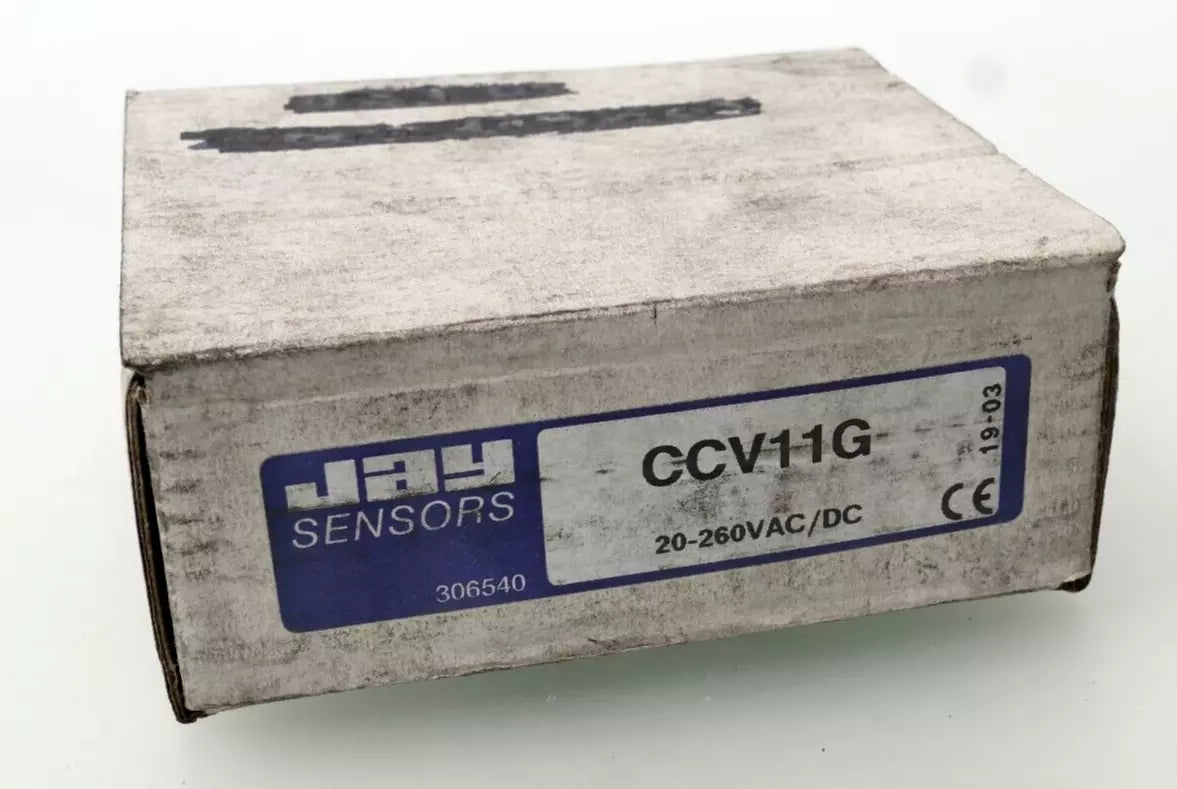 Jay
SENSORS
306540
CCV11G
20-260VAC/DC
19-03
CE